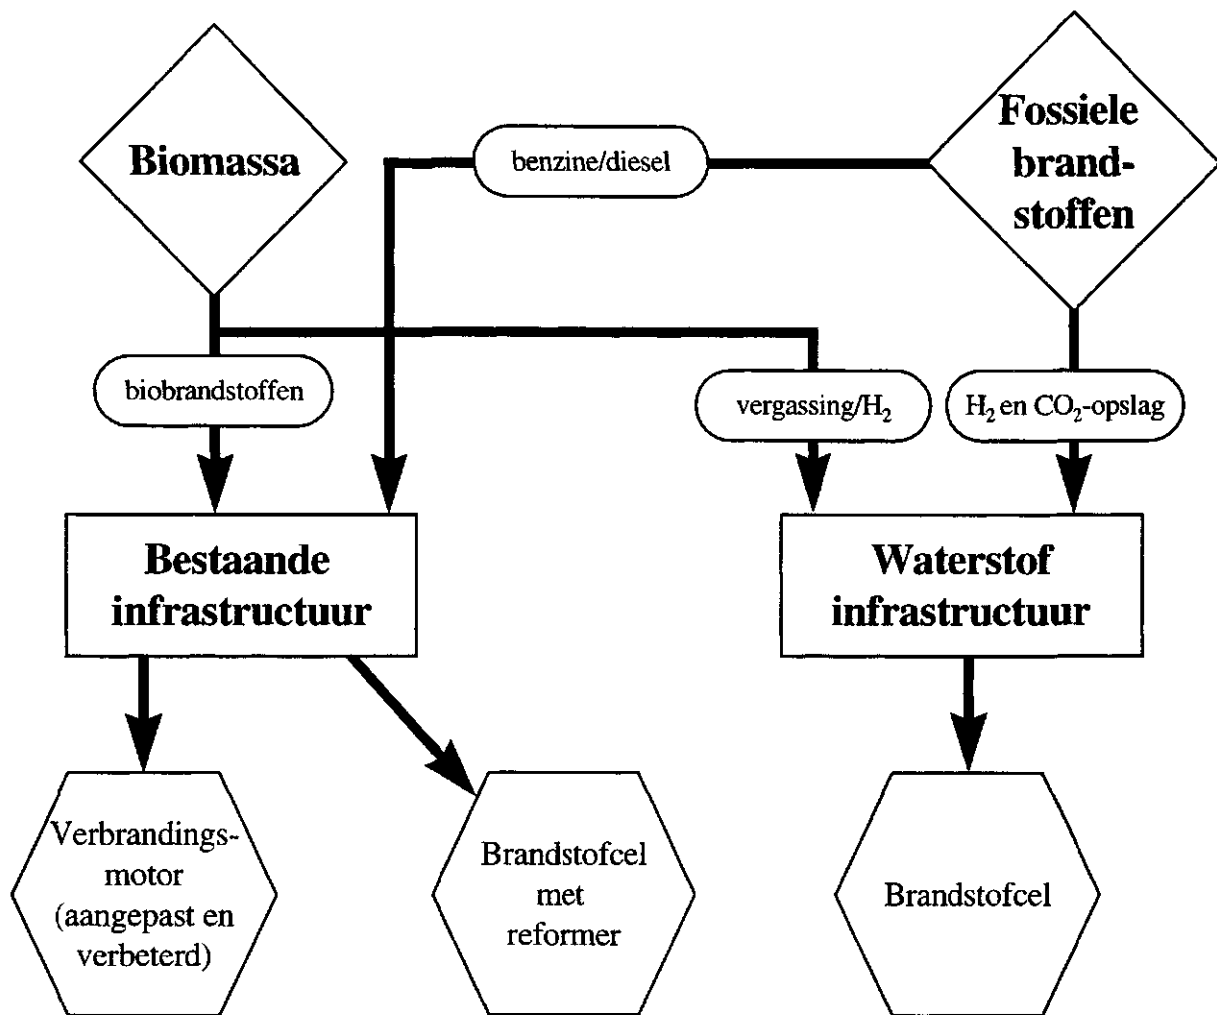 Biomassa
benzine/diesel
Fossiele
brand-
stoffen
biobrandstoffen
vergassing/H₂
H₂ en CO₂-opslag
Bestaande
infrastructuur
Waterstof
infrastructuur
Verbrandings-
motor
(aangepast en
verbeterd)
Brandstofcel
met
reformer
Brandstofcel